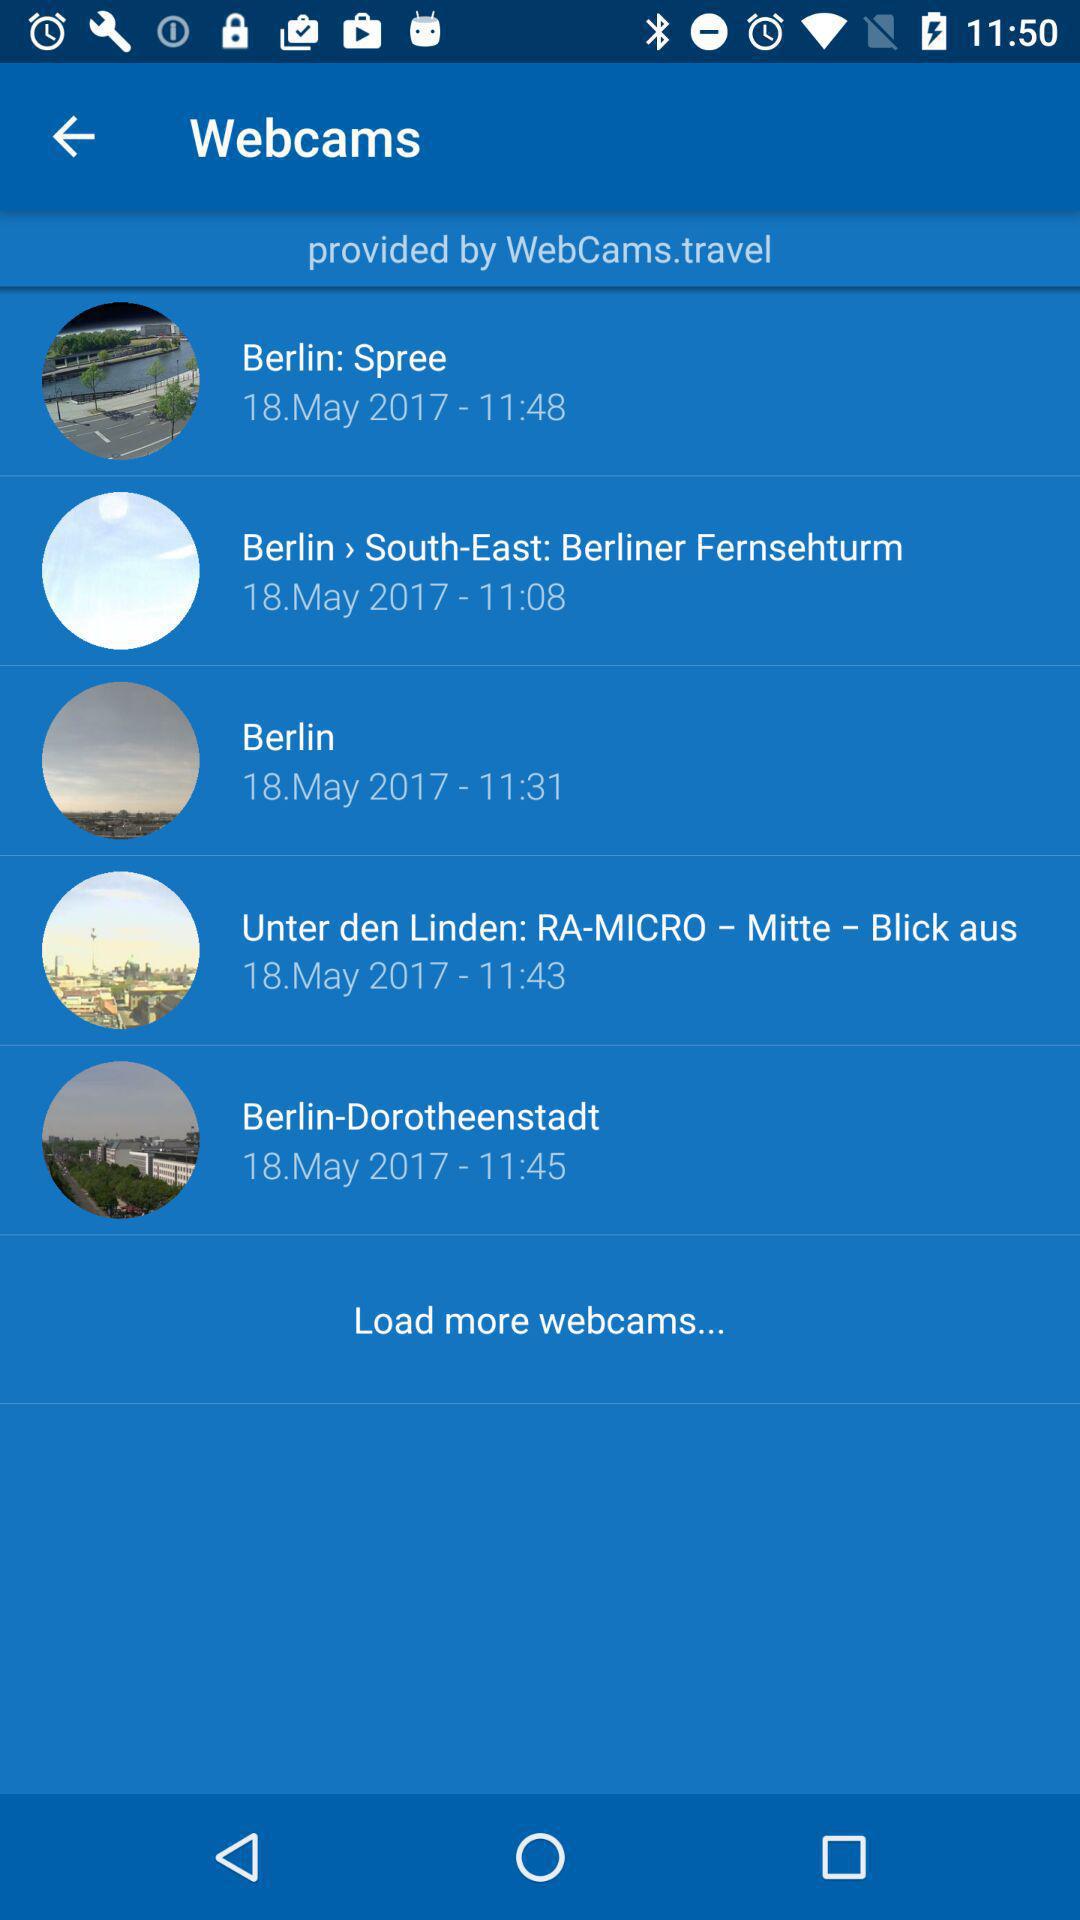 11:50
Webcams
provided by WebCams.travel
Berlin: Spree
18.May 2017 - 11:48
Berlin › South-East: Berliner Fernsehturm
18.May 2017 - 11:08
Berlin
18.May 2017 - 11:31
Unter den Linden: RA-MICRO – Mitte – Blick aus
18.May 2017 - 11:43
Berlin-Dorotheenstadt
18.May 2017 - 11:45
Load more webcams...